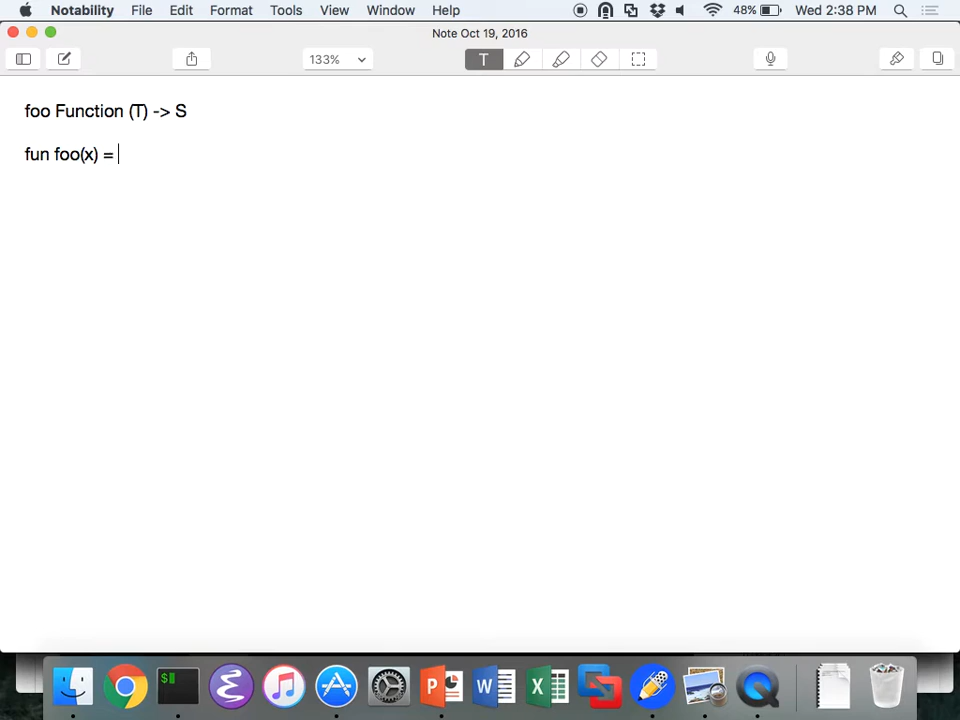 Notability File Edit Format Tools View Window Help 48% Wed 2:38 PM
Note Oct 19, 2016
133% T
foo Function (T) -> S
fun foo(x) =